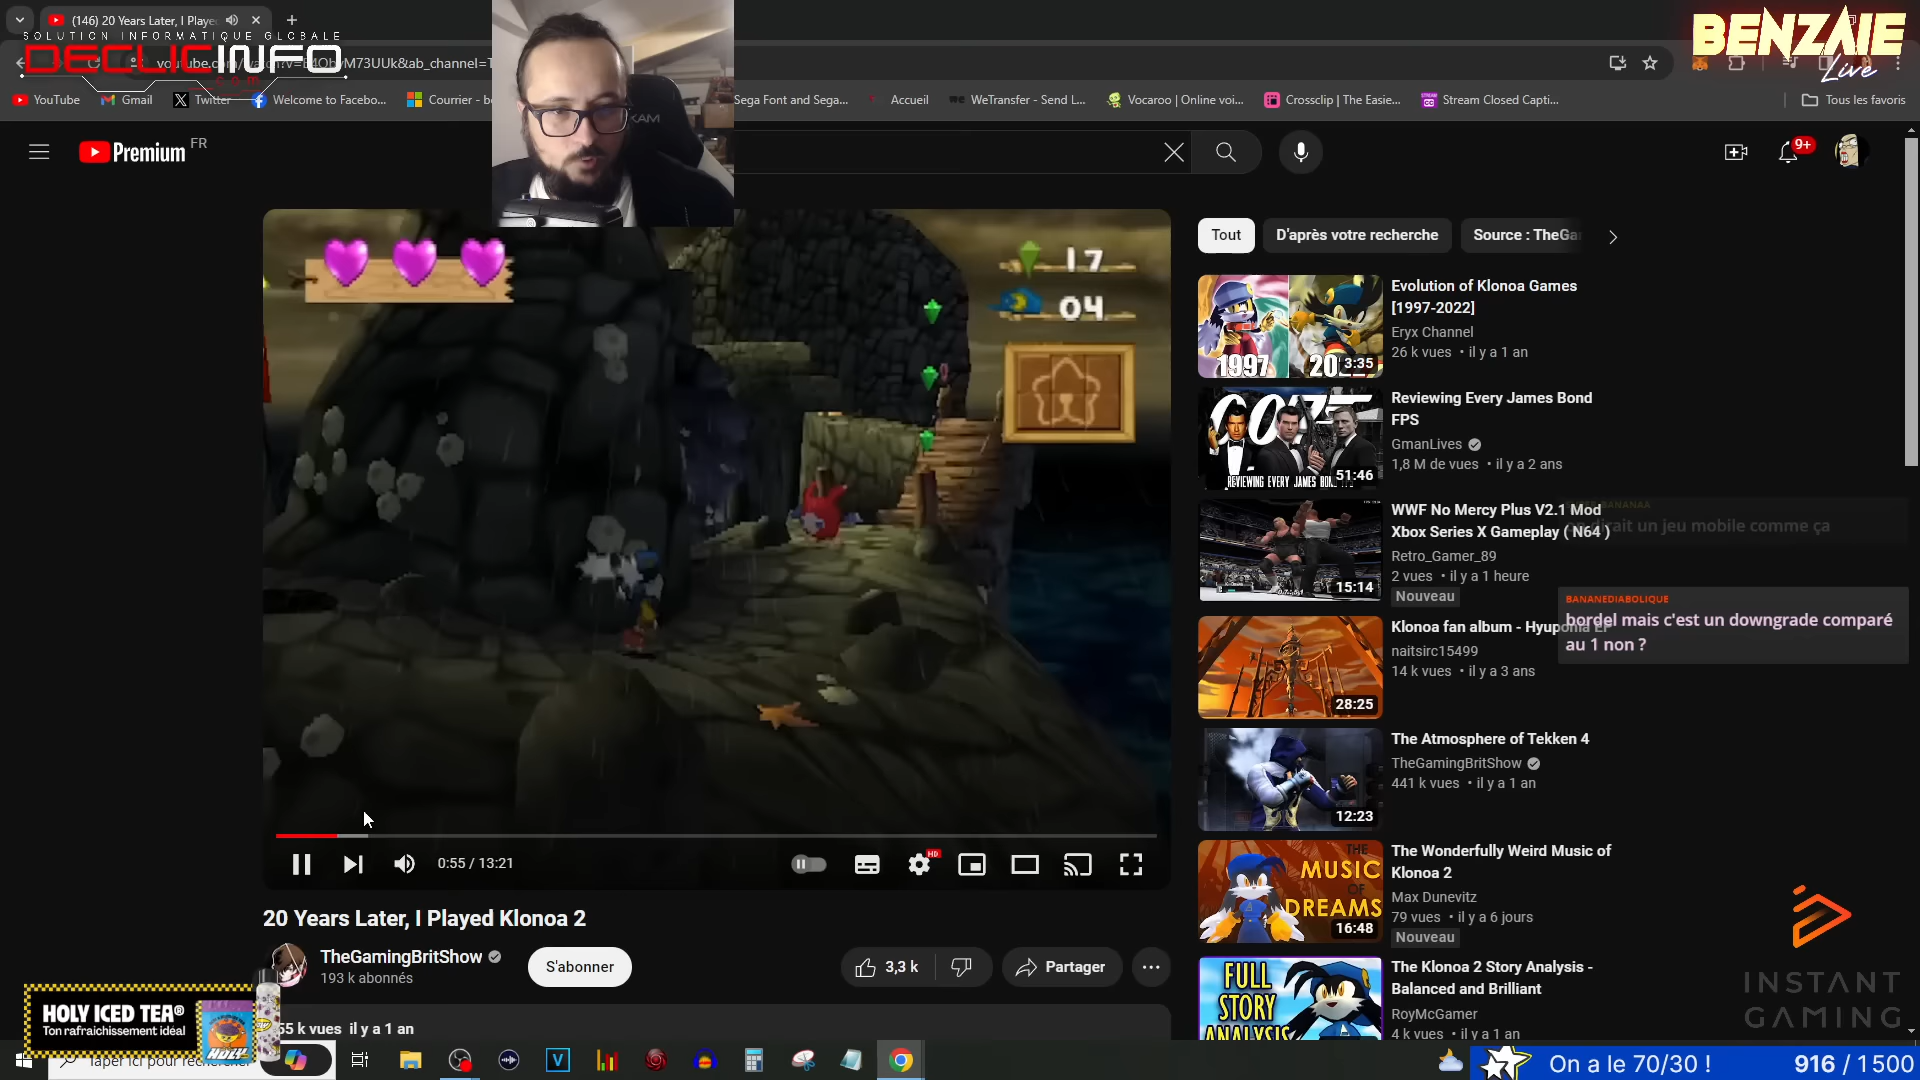 (146) 20 Years Later, I Playe
SOLUTION INFORMATIQUE GLOBALE
DECLICINFO
BENZAIE
Live
YouTube
Gmail
Twitter
Welcome to Facebo...
Sega Font and Sega...
Accueil
WeTransfer - Send L...
Vocaroo | Online voi...
Crossclip | The Easie...
Stream Closed Capti...
Tous les favoris
Premium
FR
9+
17
04
Tout
D'après votre recherche
Source : TheGa
Evolution of Klonoa Games
[1997-2022]
Eryx Channel
26 k vues • il y a 1 an
1997
3:35
Reviewing Every James Bond
FPS
GmanLives
1,8 M de vues • il y a 2 ans
51:46
WWF No Mercy Plus V2.1 Mod
Xbox Series X Gameplay ( N64 )
Retro_Gamer_89
2 vues • il y a 1 heure
Nouveau
15:14
dirait un jeu mobile comme ça
BANANEDIABOLIQUE
bordel mais c'est un downgrade comparé
au 1 non ?
Klonoa fan album - Hyuponia
naitsirc15499
14 k vues • il y a 3 ans
28:25
The Atmosphere of Tekken 4
TheGamingBritShow
441 k vues • il y a 1 an
12:23
THE
MUSIC
OF
DREAMS
16:48
The Wonderfully Weird Music of
Klonoa 2
Max Dunevitz
79 vues • il y a 6 jours
Nouveau
FULL
STORY
ANALYSIS
The Klonoa 2 Story Analysis -
Balanced and Brilliant
RoyMcGamer
4 k vues • il y a 1 an
0:55 / 13:21
HD
20 Years Later, I Played Klonoa 2
TheGamingBritShow
193 k abonnés
S'abonner
3,3 k
Partager
il y a 1 an
HOLY ICED TEA®
Ton rafraichissement idéal
INSTANT
GAMING
On a le 70/30 !
916 / 1500